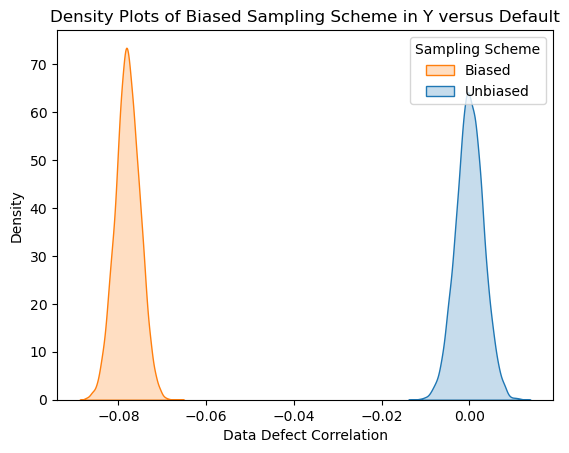 Density Plots of Biased Sampling Scheme in Y versus Default
Sampling Scheme
Biased
Unbiased
70
60
50
40
30
20
10
0
Density
−0.08
−0.06
−0.04
−0.02
0.00
Data Defect Correlation